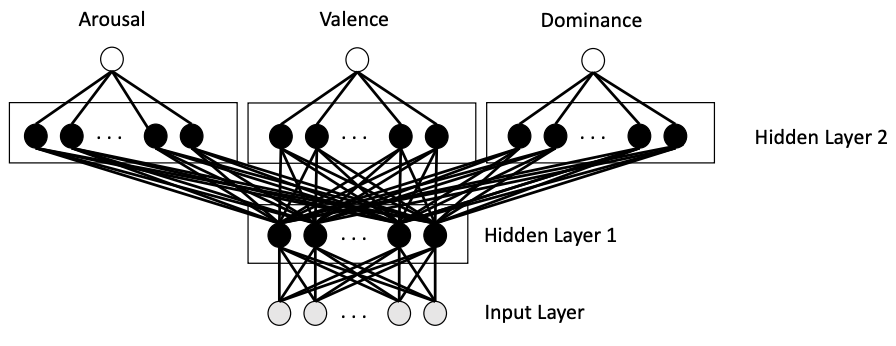 Arousal
Valence
Dominance
...
...
...
Hidden Layer 2
...
Hidden Layer 1
...
Input Layer